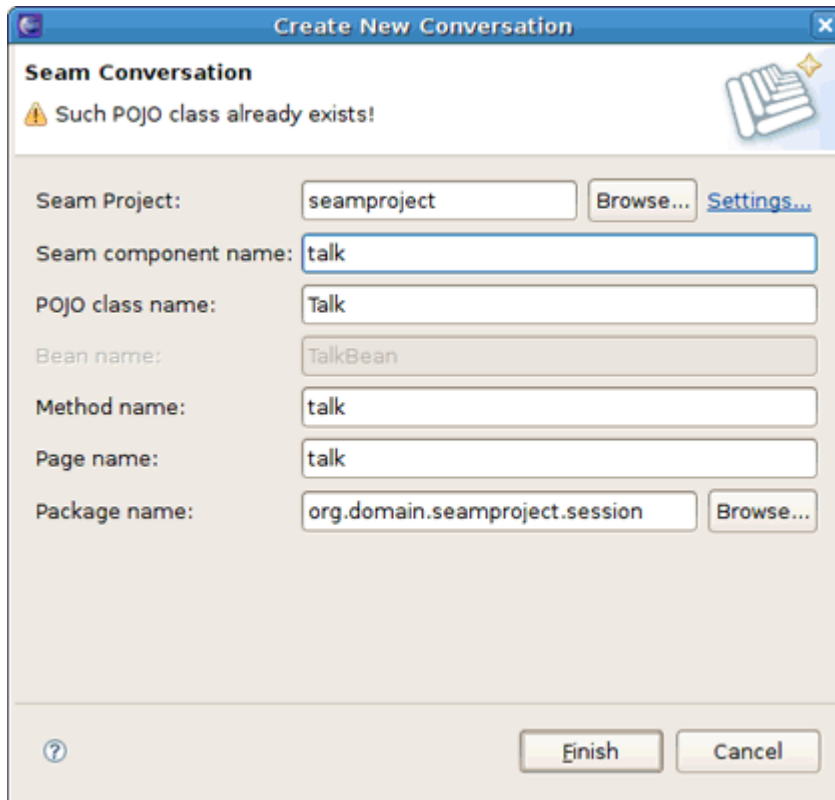 Create New Conversation
Seam Conversation
Such POJO class already exists!
Seam Project: seamproject Browse... Settings...
Seam component name: talk
POJO class name: Talk
Bean name: TalkBean
Method name: talk
Page name: talk
Package name: org.domain.seamproject.session Browse...
Finish Cancel